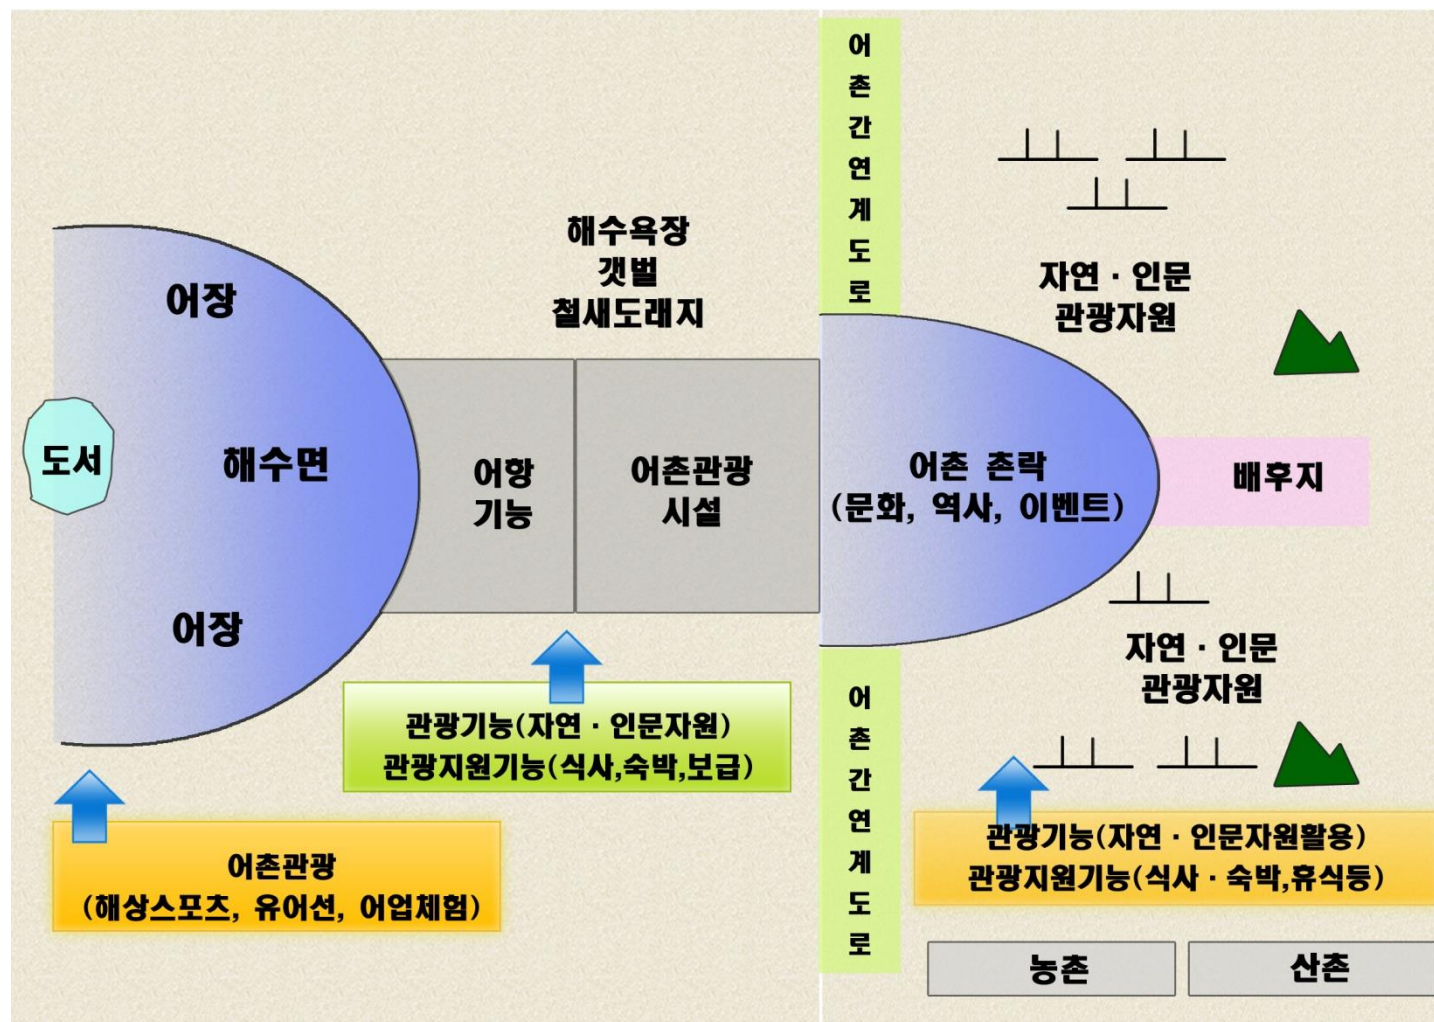 어촌간연계도로
해수욕장
갯벌
철새도래지
자연 · 인문
관광자원
어장
도서
해수면
어장
어항
기능
어촌관광
시설
어촌 촌락
(문화, 역사, 이벤트)
배후지
자연 · 인문
관광자원
관광기능(자연 · 인문자원)
관광지원기능(식사,숙박,보급)
어촌간연계도로
어촌관광
(해상스포츠, 유어선, 어업체험)
관광기능(자연 · 인문자원활용)
관광지원기능(식사 · 숙박,휴식등)
농촌
산촌